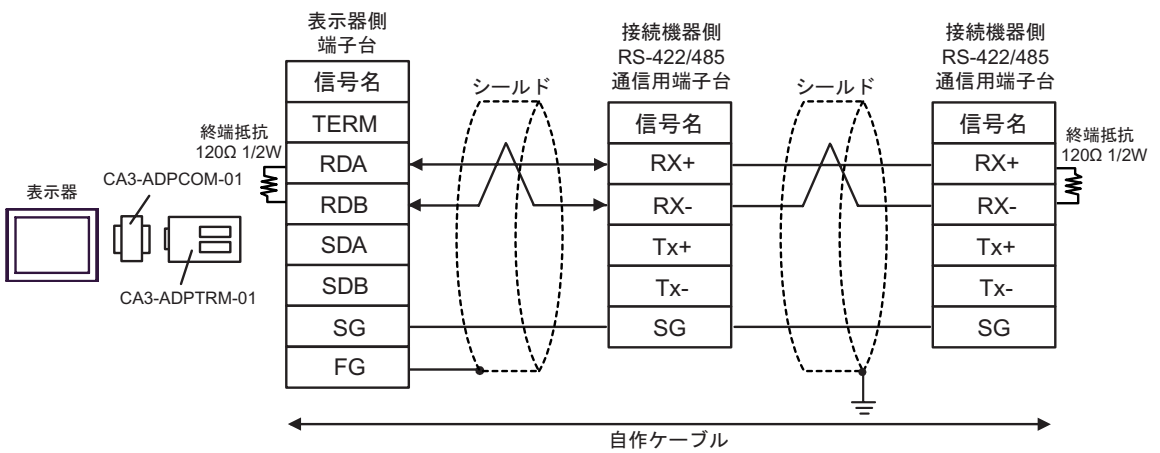 表示器
CA3-ADPCOM-01
CA3-ADPTRM-01
終端抵抗
120Ω 1/2W
表示器側
端子台
信号名
TERM
RDA
RDB
SDA
SDB
SG
FG
シールド
接続機器側
RS-422/485
通信用端子台
信号名
RX+
RX-
Tx+
Tx-
SG
シールド
接続機器側
RS-422/485
通信用端子台
信号名
RX+
RX-
Tx+
Tx-
SG
終端抵抗
120Ω 1/2W
自作ケーブル